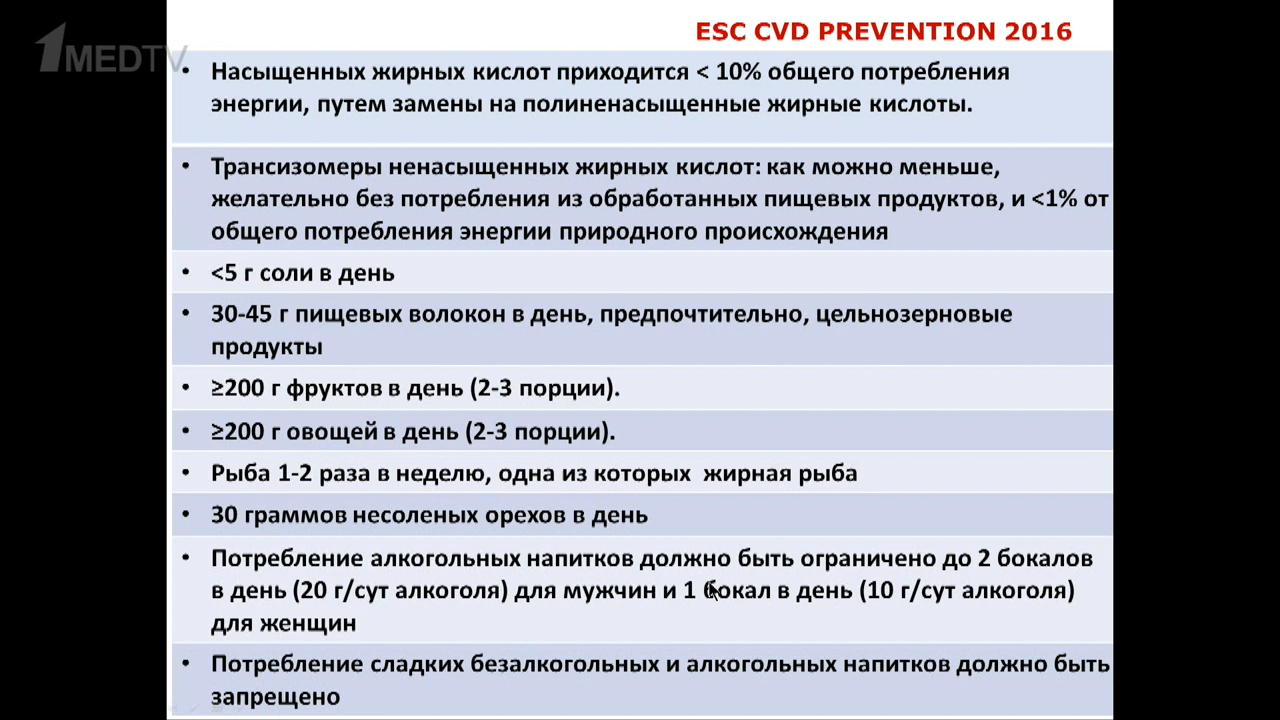 1MEDTV
ESC CVD PREVENTION 2016
• Насыщенных жирных кислот приходится < 10% общего потребления
энергии, путем замены на полиненасыщенные жирные кислоты.
• Трансизомеры ненасыщенных жирных кислот: как можно меньше,
желательно без потребления из обработанных пищевых продуктов, и <1% от
общего потребления энергии природного происхождения
• <5 г соли в день
• 30-45 г пищевых волокон в день, предпочтительно, цельнозерновые
продукты
• ≥200 г фруктов в день (2-3 порции).
• ≥200 г овощей в день (2-3 порции).
• Рыба 1-2 раза в неделю, одна из которых жирная рыба
• 30 граммов несоленых орехов в день
• Потребление алкогольных напитков должно быть ограничено до 2 бокалов
в день (20 г/сут алкоголя) для мужчин и 1 бокал в день (10 г/сут алкоголя)
для женщин
• Потребление сладких безалкогольных и алкогольных напитков должно быть
запрещено